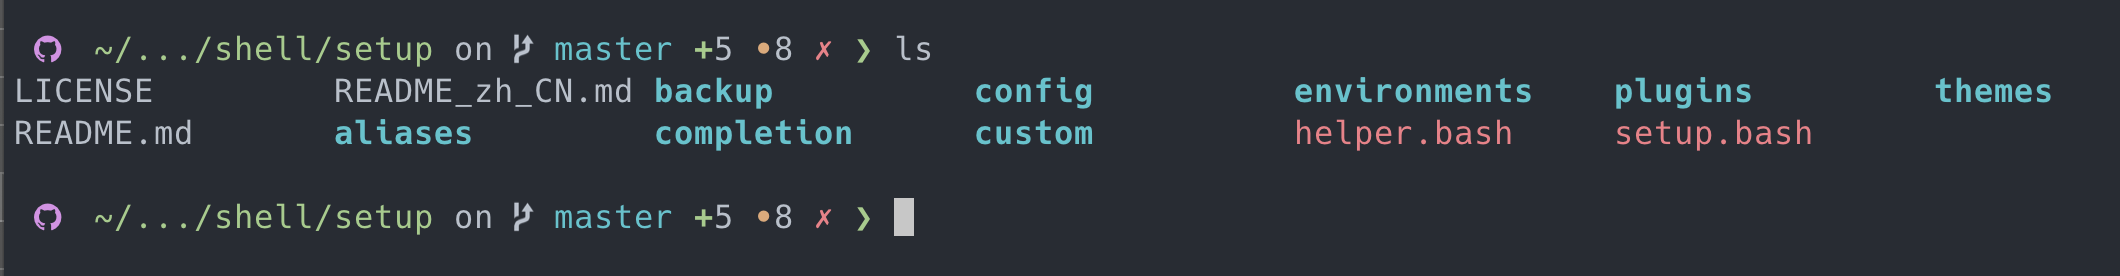 ~/.../shell/setup on master +5 •8 ✗ ❯ ls
LICENSE README_zh_CN.md backup config environments plugins themes
README.md aliases completion custom helper.bash setup.bash
~/.../shell/setup on master +5 •8 ✗ ❯